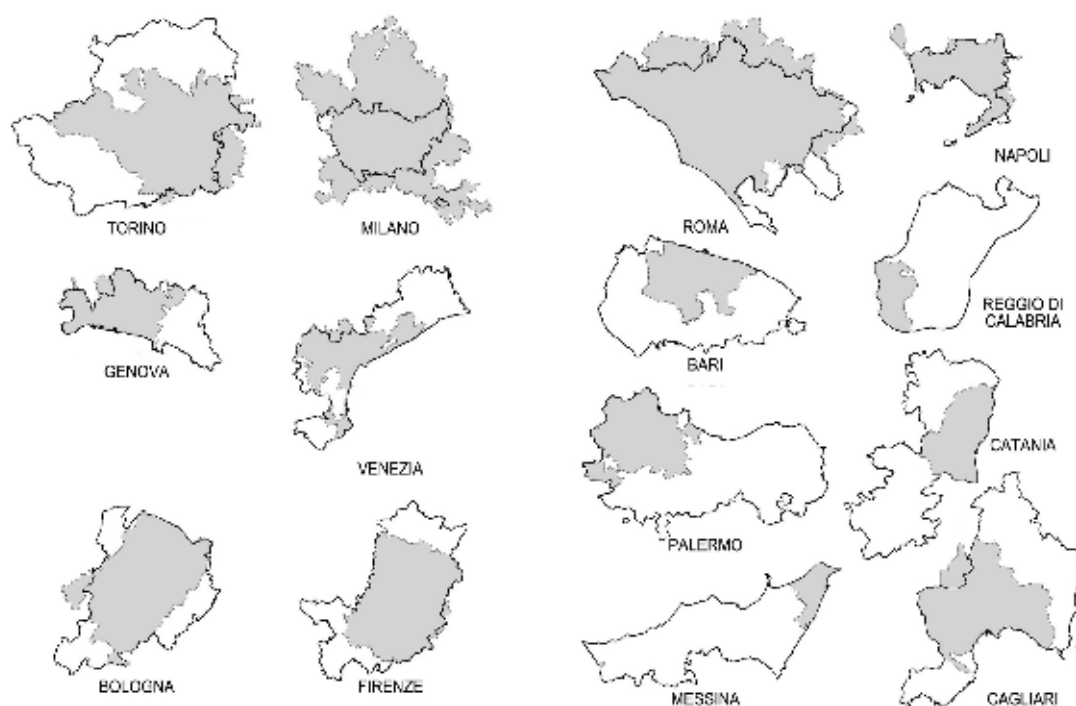 TORINO
MILANO
ROMA
NAPOLI
GENOVA
VENEZIA
BARI
REGGIO DI
CALABRIA
PALERMO
CATANIA
BOLOGNA
FIRENZE
MESSINA
CAGLIARI